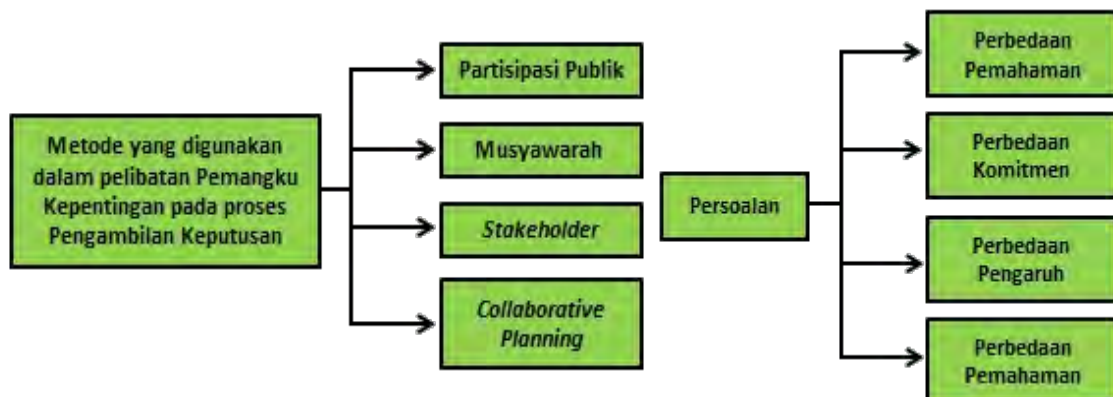 Metode yang digunakan
dalam pelibatan Pemangku
Kepentingan pada proses
Pengambilan Keputusan
Partisipasi Publik
Musyawarah
Stakeholder
Collaborative
Planning
Persoalan
Perbedaan
Pemahaman
Perbedaan
Komitmen
Perbedaan
Pengaruh
Perbedaan
Pemahaman